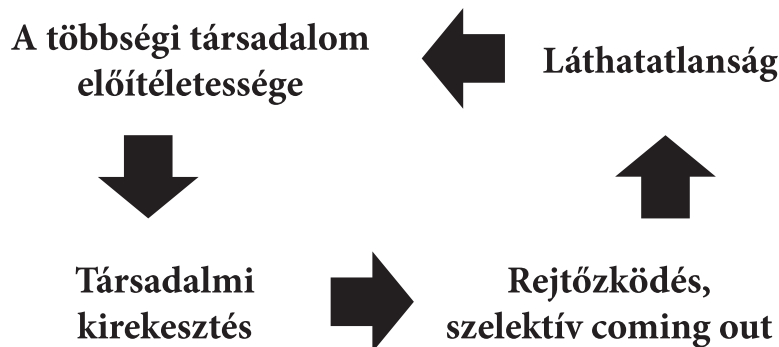 A többségi társadalom
előítéletessége
Láthatatlanság
Társadalmi
kirekesztés
Rejtőzködés,
szelektív coming out